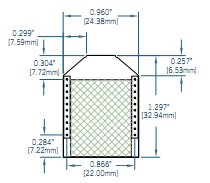 0.960"
[24.38mm]
0.299"
[7.59mm]
0.304"
[7.72mm]
0.257"
[6.53mm]
1.297"
[32.94mm]
0.284"
[7.22mm]
0.866"
[22.00mm]